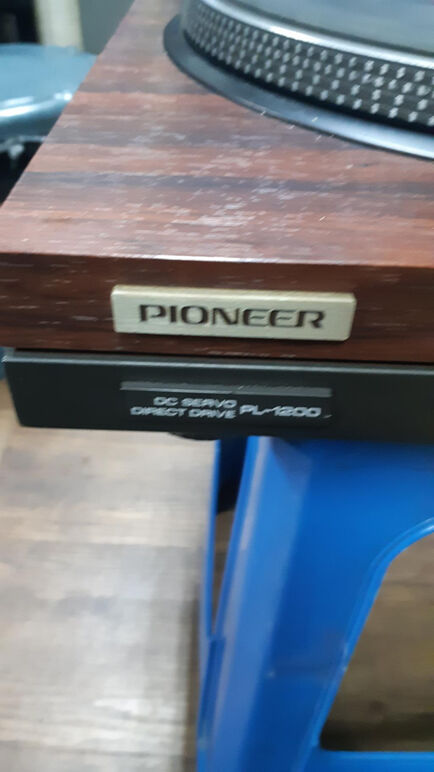 PIONEER
DC SERVO
DIRECT DRIVE PL-1200